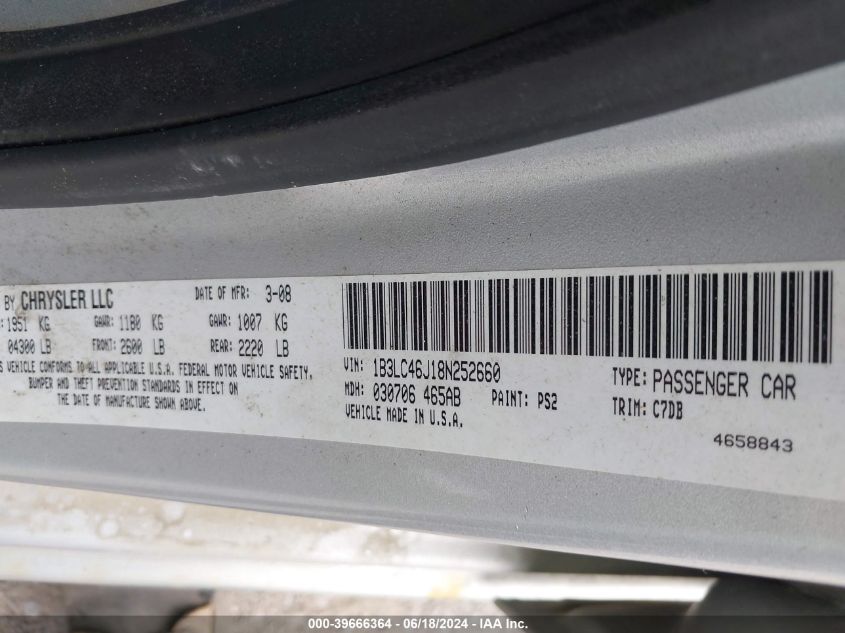 BY CHRYSLER LLC DATE OF MFR: 3-08
: 1951 KG GAWR: 1180 KG GAWR: 1007 KG
04300 LB FRONT: 2600 LB REAR: 2220 LB
S VEHICLE CONFORMS TO ALL APPLICABLE U.S.A. FEDERAL MOTOR VEHICLE SAFETY,
BUMPER AND THEFT PREVENTION STANDARDS IN EFFECT ON
THE DATE OF MANUFACTURE SHOWN ABOVE.
VIN: 1B3LC46J18N252660 TYPE: PASSENGER CAR
MDH: 030706 465AB PAINT: PS2 TRIM: C7DB
VEHICLE MADE IN U.S.A.
4658843
000-39666364 - 06/18/2024 - IAAI Inc.